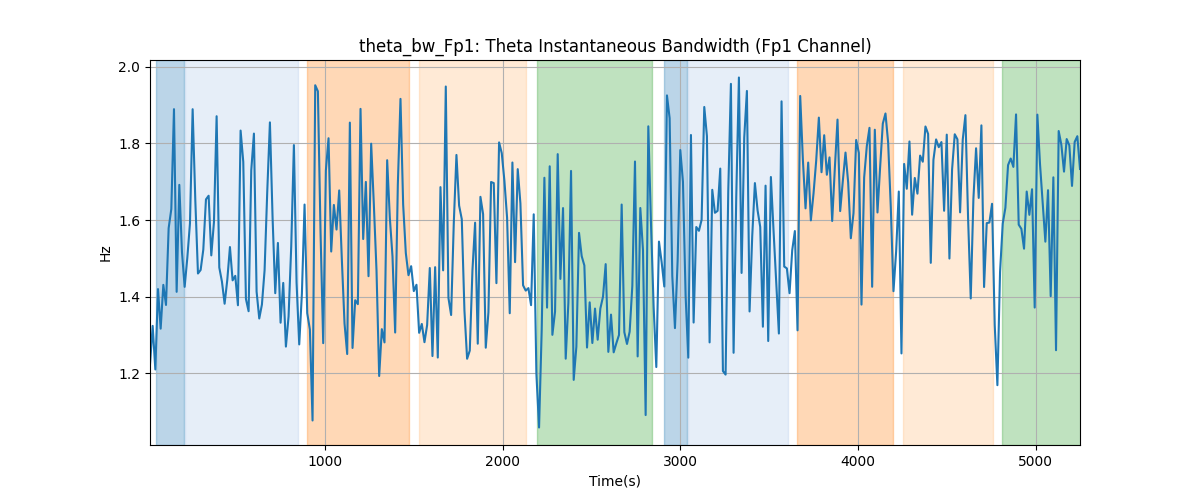 theta_bw_Fp1: Theta Instantaneous Bandwidth (Fp1 Channel)
2.0
1.8
1.6
1.4
1.2
Hz
1000 2000 3000 4000 5000
Time(s)